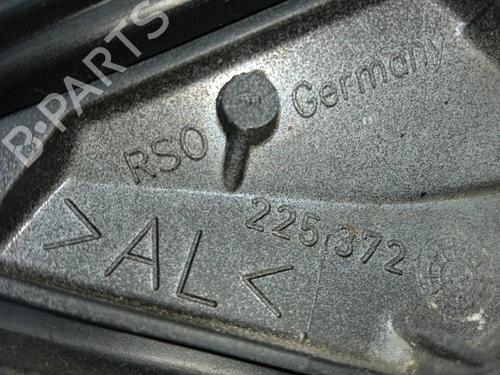 B-PARTS
RSO Germany
225.372
>AL<